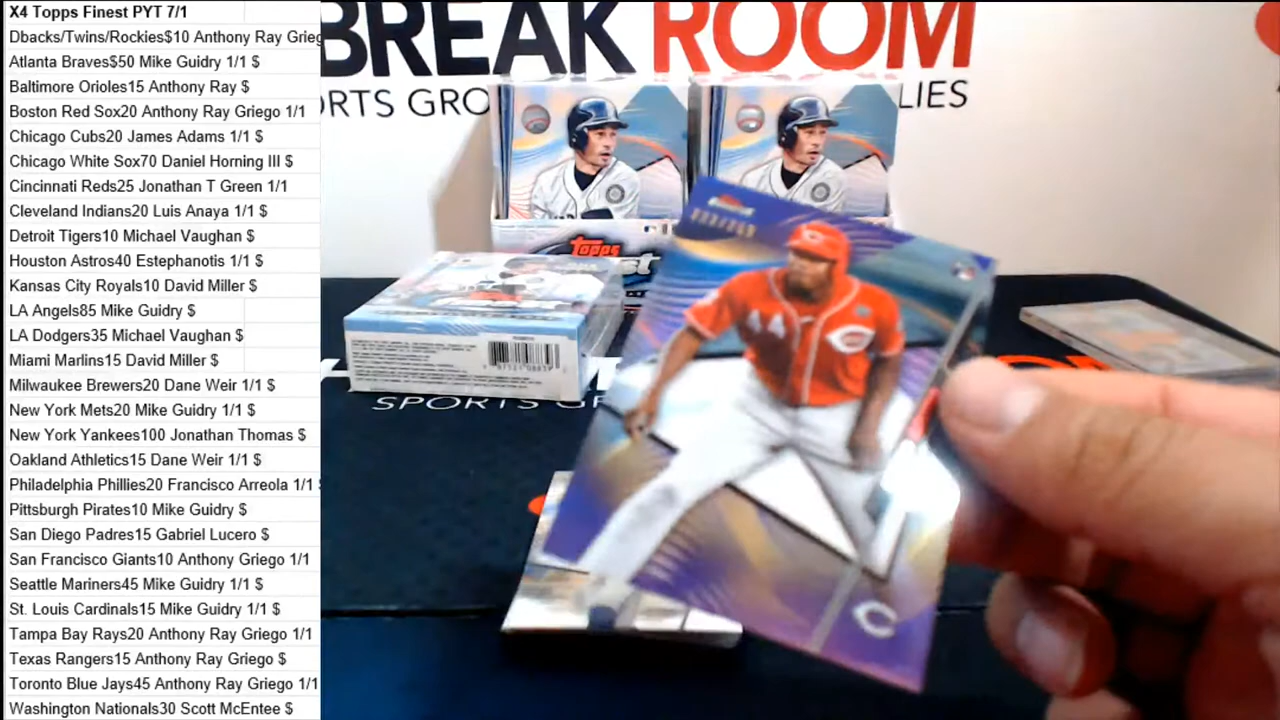 X4 Topps Finest PYT 7/1
Dbacks/Twins/Rockies$10 Anthony Ray Grieg
Atlanta Braves$50 Mike Guidry 1/1 $
Baltimore Orioles15 Anthony Ray $
Boston Red Sox20 Anthony Ray Griego 1/1
Chicago Cubs20 James Adams 1/1 $
Chicago White Sox70 Daniel Horning III $
Cincinnati Reds25 Jonathan T Green 1/1
Cleveland Indians20 Luis Anaya 1/1 $
Detroit Tigers10 Michael Vaughan $
Houston Astros40 Estephanotis 1/1 $
Kansas City Royals10 David Miller $
LA Angels85 Mike Guidry $
LA Dodgers35 Michael Vaughan $
Miami Marlins15 David Miller $
Milwaukee Brewers20 Dane Weir 1/1 $
New York Mets20 Mike Guidry 1/1 $
New York Yankees100 Jonathan Thomas $
Oakland Athletics15 Dane Weir 1/1 $
Philadelphia Phillies20 Francisco Arreola 1/1 $
Pittsburgh Pirates10 Mike Guidry $
San Diego Padres15 Gabriel Lucero $
San Francisco Giants10 Anthony Griego 1/1
Seattle Mariners45 Mike Guidry 1/1 $
St. Louis Cardinals15 Mike Guidry 1/1 $
Tampa Bay Rays20 Anthony Ray Griego 1/1
Texas Rangers15 Anthony Ray Griego $
Toronto Blue Jays45 Anthony Ray Griego 1/1
Washington Nationals30 Scott McEntee $
BREAK ROOM
RTS GRO LIES
Topps
44
C
SPORTS GR